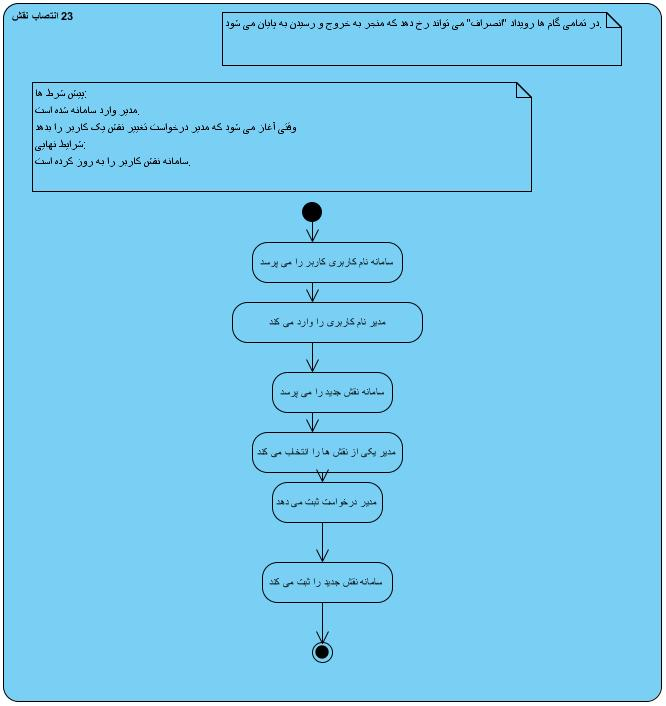 23 انتصاب نقش
در تمامی گام ها رویداد "انصراف" می تواند رخ دهد که منجر به خروج و رسیدن به پایان می شود.
پیش شرط ها:
مدیر وارد سامانه شده است.
وقتی آغاز می شود که مدیر درخواست تغییر نقش یک کاربر را بدهد
شرایط نهایی:
سامانه نقش کاربر را به روز کرده است.
سامانه نام کاربری کاربر را می پرسد
مدیر نام کاربری را وارد می کند
سامانه نقش جدید را می پرسد
مدیر یکی از نقش ها را انتخاب می کند
مدیر درخواست ثبت می دهد
سامانه نقش جدید را ثبت می کند